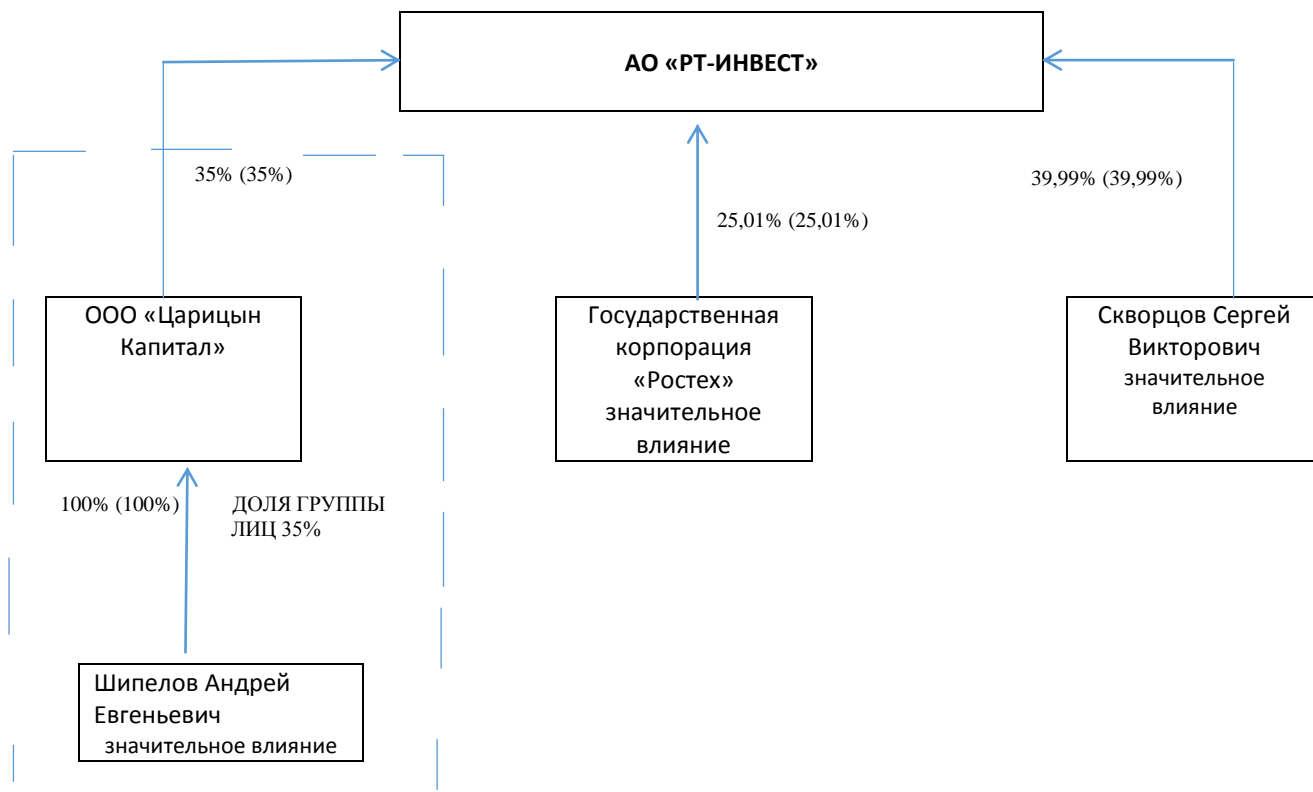 АО «РТ-ИНВЕСТ»
35% (35%)
39,99% (39,99%)
25,01% (25,01%)
ООО «Царицын
Капитал»
Государственная
корпорация
«Ростех»
значительное
влияние
Скворцов Сергей
Викторович
значительное
влияние
100% (100%)
ДОЛЯ ГРУППЫ
ЛИЦ 35%
Шипелов Андрей
Евгеньевич
значительное влияние